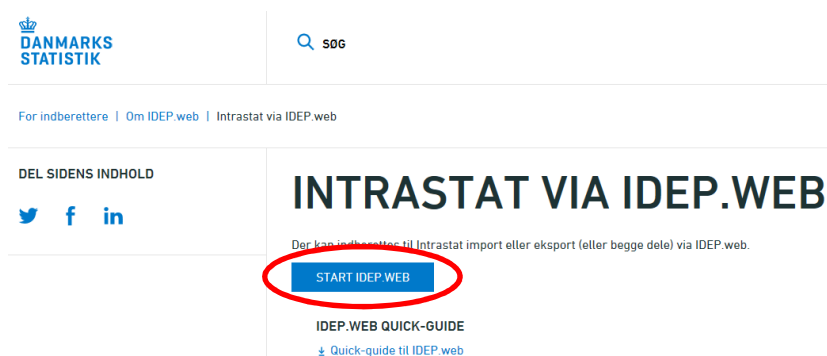 DANMARKS
STATISTIK
SØG
For indberettere | Om IDEP.web | Intrastat via IDEP.web
DEL SIDENS INDHOLD
INTRASTAT VIA IDEP.WEB
Der kan indberettes til Intrastat import eller eksport (eller begge dele) via IDEP.web.
START IDEP.WEB
IDEP.WEB QUICK-GUIDE
Quick-guide til IDEP.web